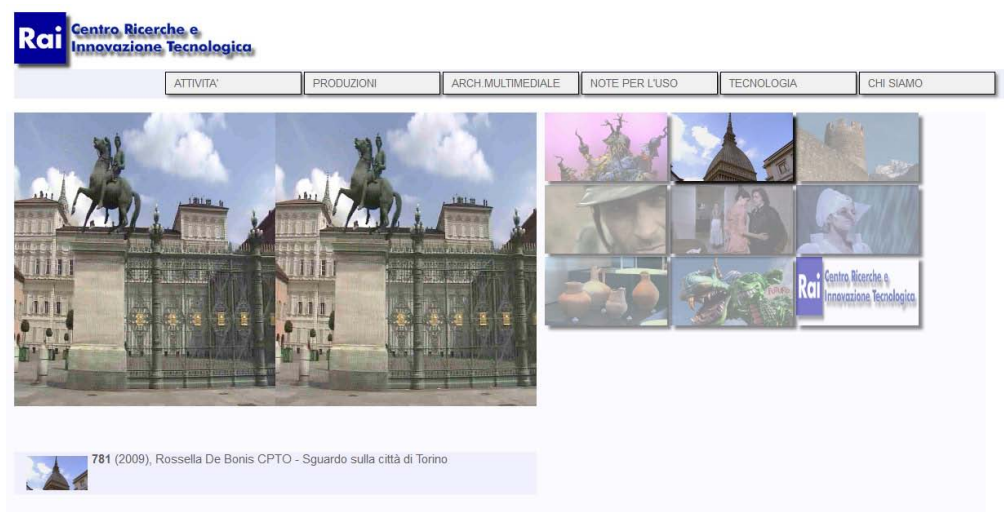 Rai Centro Ricerche e
Innovazione Tecnologica
ATTIVITA'
PRODUZIONI
ARCH.MULTIMEDIALE
NOTE PER L'USO
TECNOLOGIA
CHI SIAMO
Rai Centro Ricerche e
Innovazione Tecnologica
781 (2009), Rossella De Bonis CPTO - Sguardo sulla città di Torino